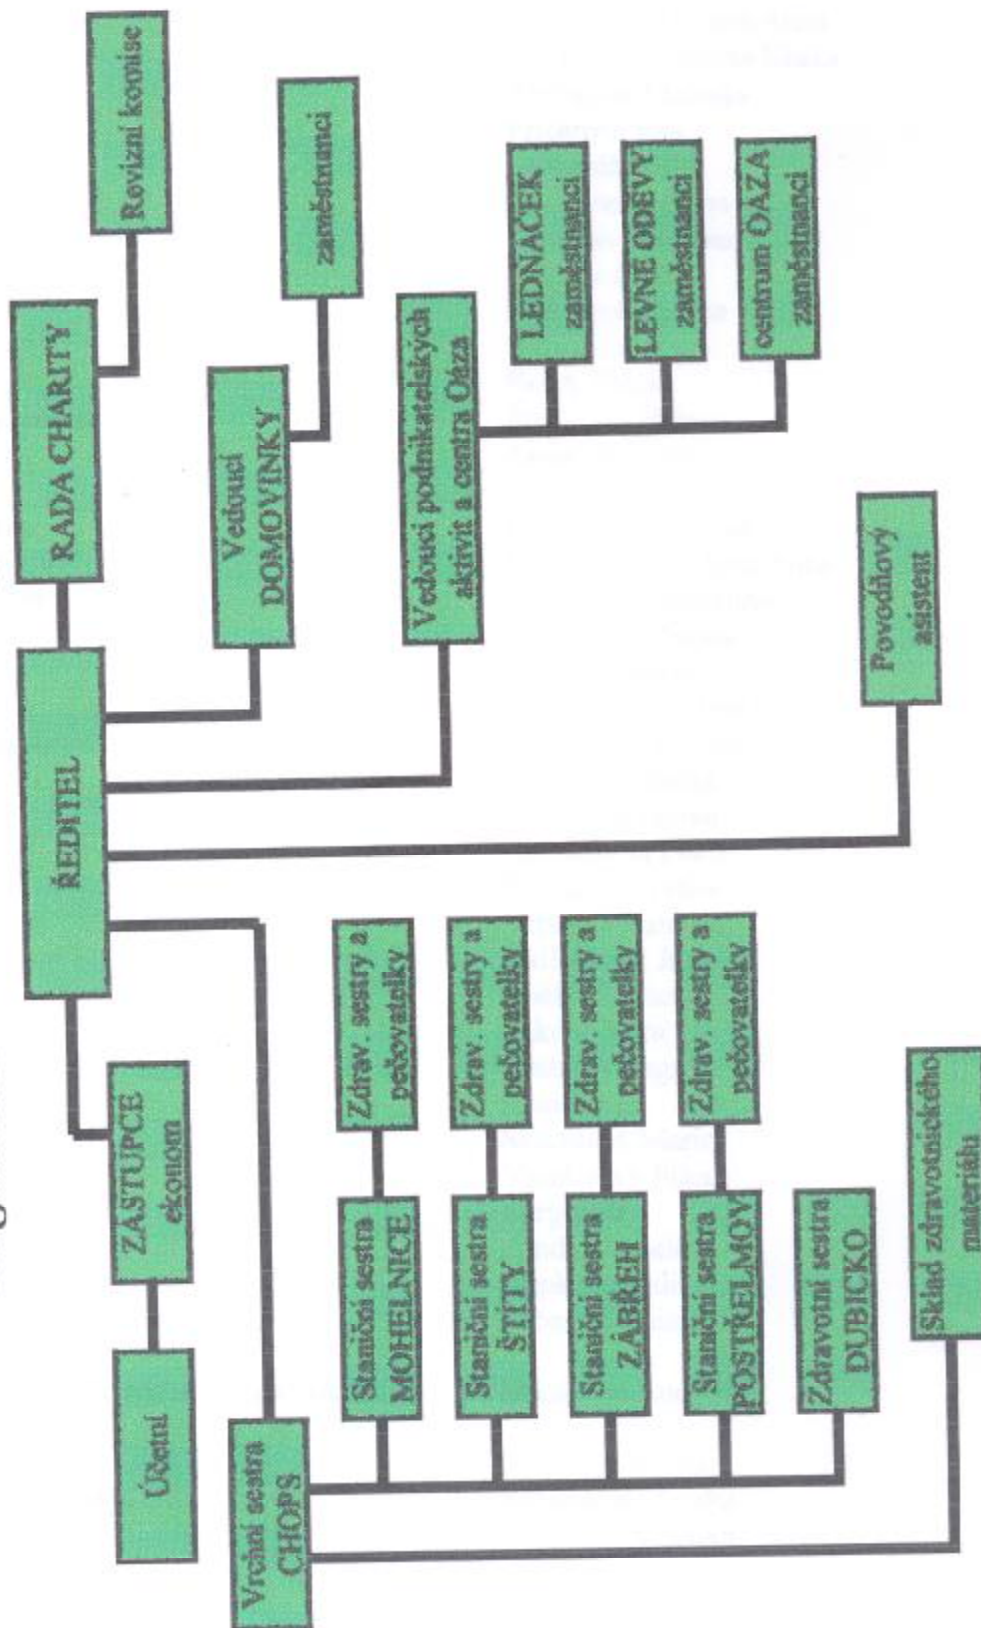 ŘEDITEL
RADA CHARITY
Revizní komise
ZÁSTUPCE
ekonom
Účetní
Vedoucí
DOMOVINKY
zaměstnanci
Vrchní sestra
CHOPS
Vedoucí podnikatelských
aktivit a centra Oáza
LEDŇÁČEK
zaměstnanci
LEVNÉ ODĚVY
zaměstnanci
centrum OÁZA
zaměstnanci
Staniční sestra
MOHELNICE
Zdrav. sestry a
pečovatelky
Staniční sestra
ŠTÍTY
Zdrav. sestry a
pečovatelky
Staniční sestra
ZÁBŘEH
Zdrav. sestry a
pečovatelky
Staniční sestra
POSTŘELMOV
Zdrav. sestry a
pečovatelky
Zdravotní sestra
DUBICKO
Povodňový
asistent
Sklad zdravotnického
materiálu